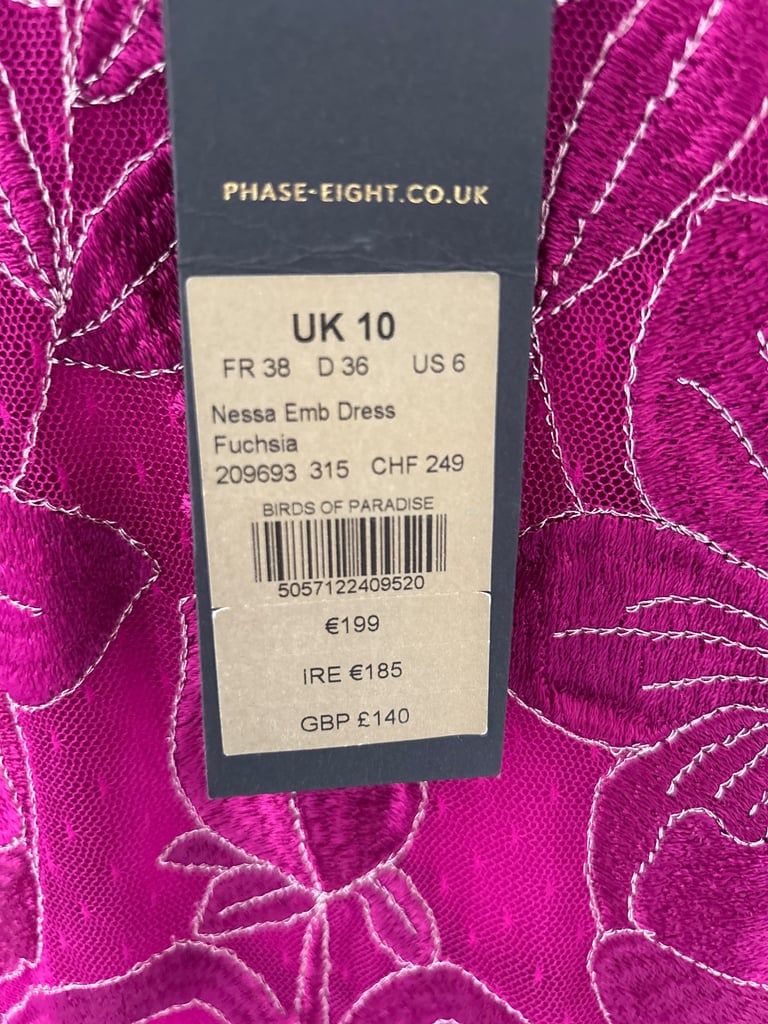 PHASE-EIGHT.CO.UK
UK 10
FR 38 D 36 US 6
Nessa Emb Dress
Fuchsia
209693 315 CHF 249
BIRDS OF PARADISE
5057122409520
€199
IRE €185
GBP £140